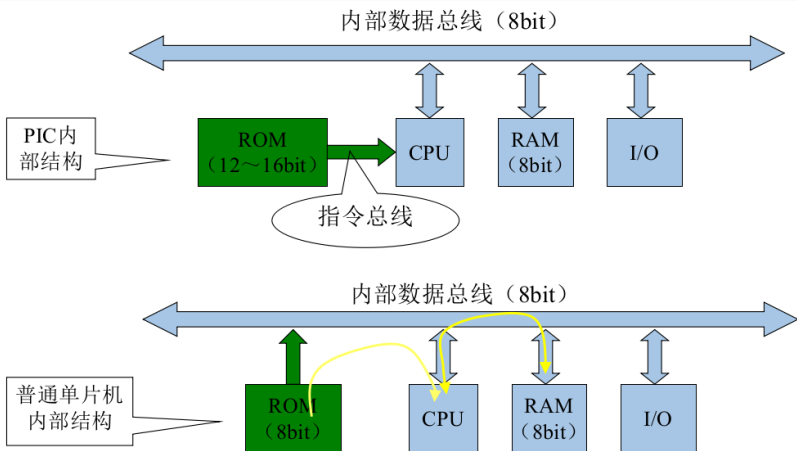 内部数据总线（8bit）
PIC内
部结构
ROM
（12～16bit）
CPU
RAM
（8bit）
I/O
指令总线
内部数据总线（8bit）
普通单片机
内部结构
ROM
（8bit）
CPU
RAM
（8bit）
I/O